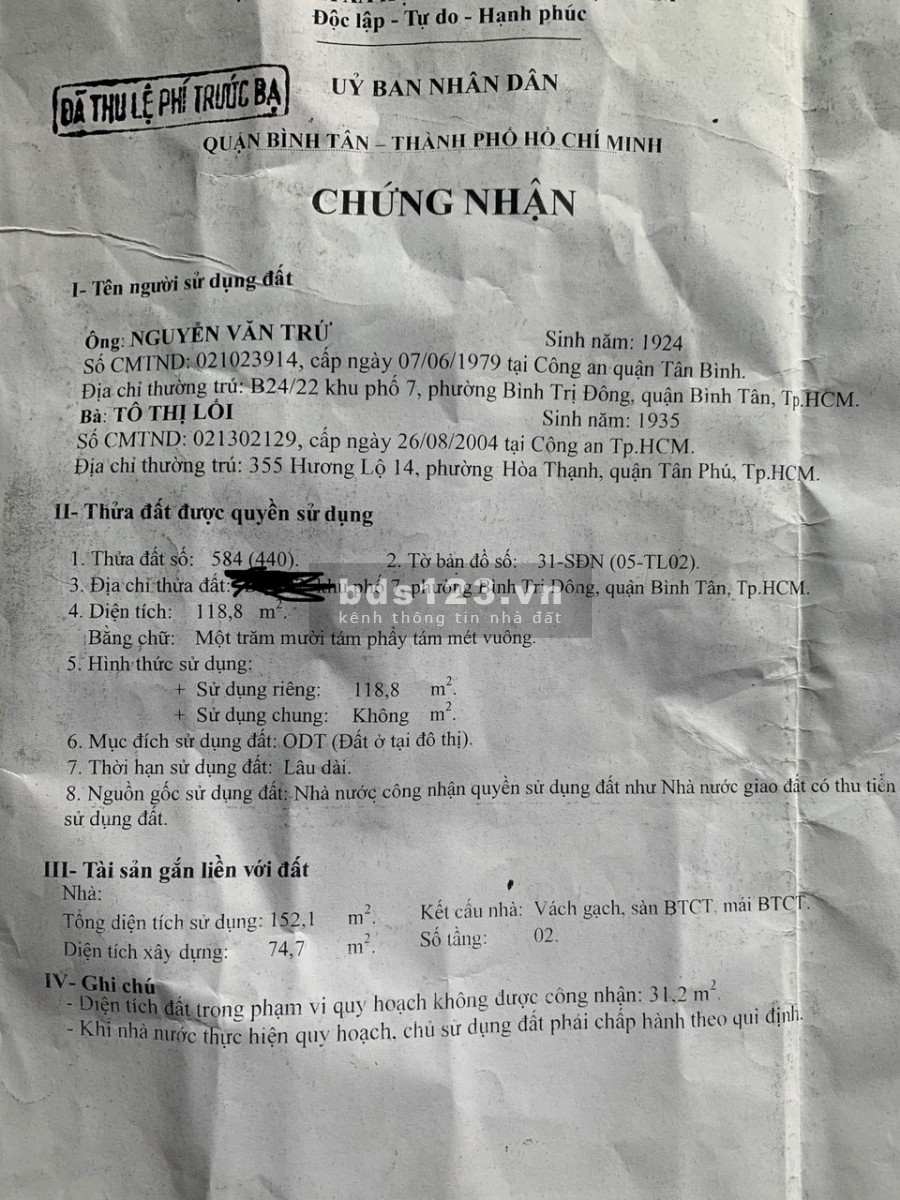 Độc lập - Tự do - Hạnh phúc
ĐÃ THU LỆ PHÍ TRƯỚC BẠ
UỶ BAN NHÂN DÂN
QUẬN BÌNH TÂN – THÀNH PHỐ HỒ CHÍ MINH
CHỨNG NHẬN
I- Tên người sử dụng đất
Ông: NGUYỄN VĂN TRỨ Sinh năm: 1924
Số CMTND: 021023914, cấp ngày 07/06/1979 tại Công an quận Tân Bình.
Địa chỉ thường trú: B24/22 khu phố 7, phường Bình Trị Đông, quận Bình Tân, Tp.HCM.
Bà: TÔ THỊ LÓI Sinh năm: 1935
Số CMTND: 021302129, cấp ngày 26/08/2004 tại Công an Tp.HCM.
Địa chỉ thường trú: 355 Hương Lộ 14, phường Hòa Thạnh, quận Tân Phú, Tp.HCM.
II- Thửa đất được quyền sử dụng
1. Thửa đất số: 584 (440). 2. Tờ bản đồ số: 31-SĐN (05-TL02).
3. Địa chỉ thửa đất: khu phố 7, phường Bình Trị Đông, quận Bình Tân, Tp.HCM.
bds123.vn
4. Diện tích: 118,8 m².
kênh thông tin nhà đất
Bằng chữ: Một trăm mười tám phẩy tám mét vuông.
5. Hình thức sử dụng:
+ Sử dụng riêng: 118,8 m².
+ Sử dụng chung: Không m².
6. Mục đích sử dụng đất: ODT (Đất ở tại đô thị).
7. Thời hạn sử dụng đất: Lâu dài.
8. Nguồn gốc sử dụng đất: Nhà nước công nhận quyền sử dụng đất như Nhà nước giao đất có thu tiền
sử dụng đất.
III- Tài sản gắn liền với đất
Nhà:
Tổng diện tích sử dụng: 152,1 m². Kết cấu nhà: Vách gạch, sàn BTCT, mái BTCT.
Diện tích xây dựng: 74,7 m². Số tầng: 02.
IV- Ghi chú
- Diện tích đất trong phạm vi quy hoạch không được công nhận: 31,2 m².
- Khi nhà nước thực hiện quy hoạch, chủ sử dụng đất phải chấp hành theo qui định.